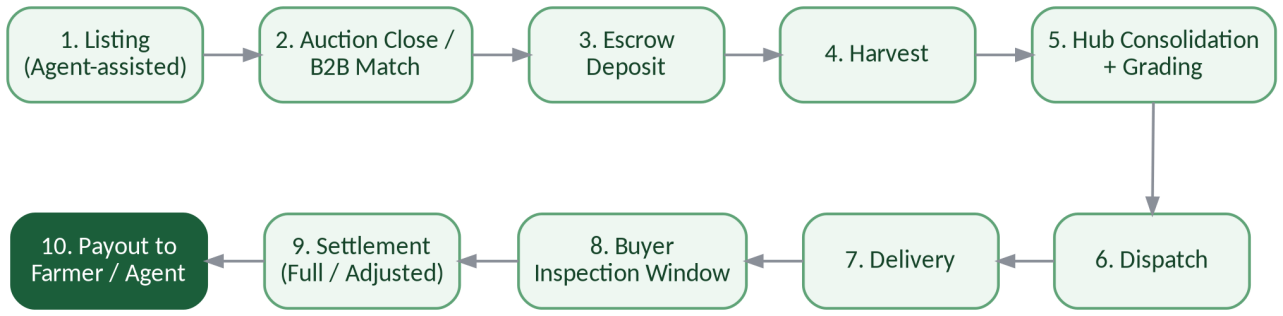 1. Listing
(Agent-assisted)
2. Auction Close /
B2B Match
3. Escrow
Deposit
4. Harvest
5. Hub Consolidation
+ Grading
6. Dispatch
7. Delivery
8. Buyer
Inspection Window
9. Settlement
(Full / Adjusted)
10. Payout to
Farmer / Agent